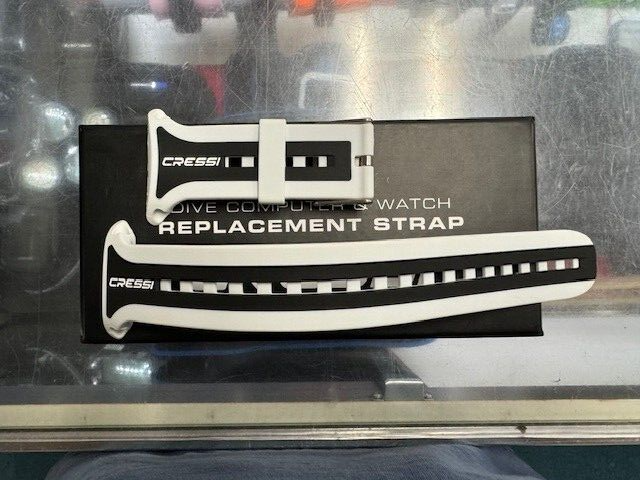 CRESSI
DIVE COMPUTER & WATCH
REPLACEMENT STRAP
CRESSI